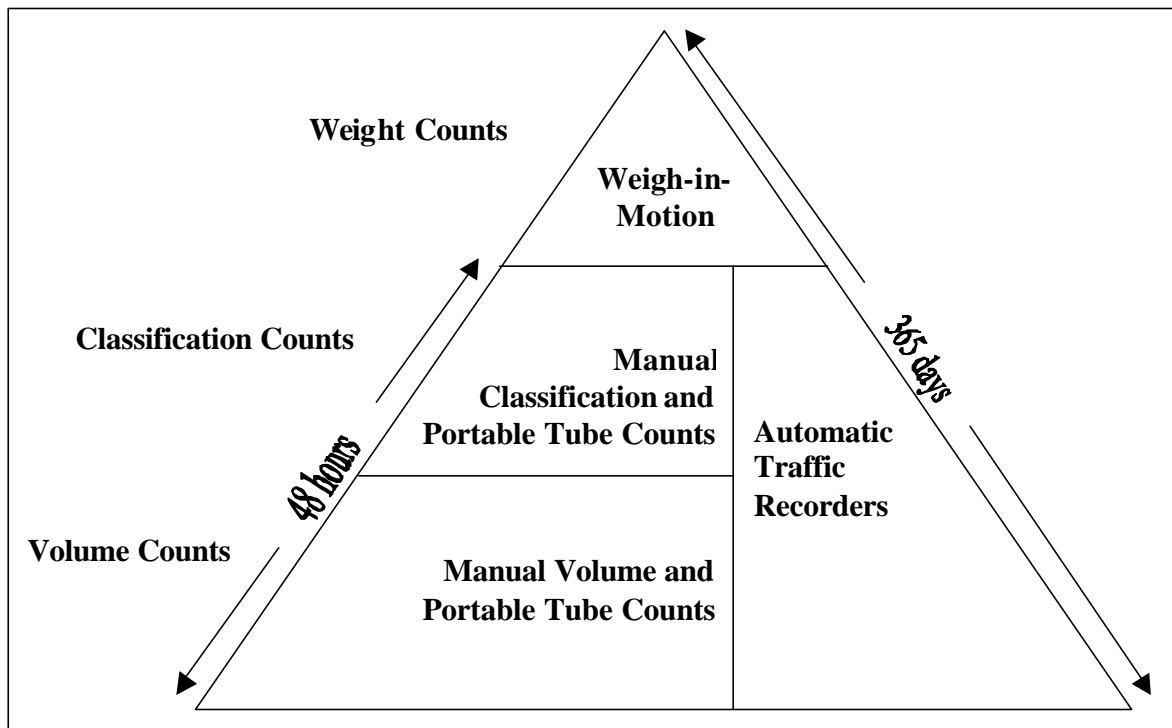 Weight Counts
Weigh-in-
Motion
Classification Counts
365 days
Manual
Classification and
Portable Tube Counts
Automatic
Traffic
Recorders
48 hours
Volume Counts
Manual Volume and
Portable Tube Counts